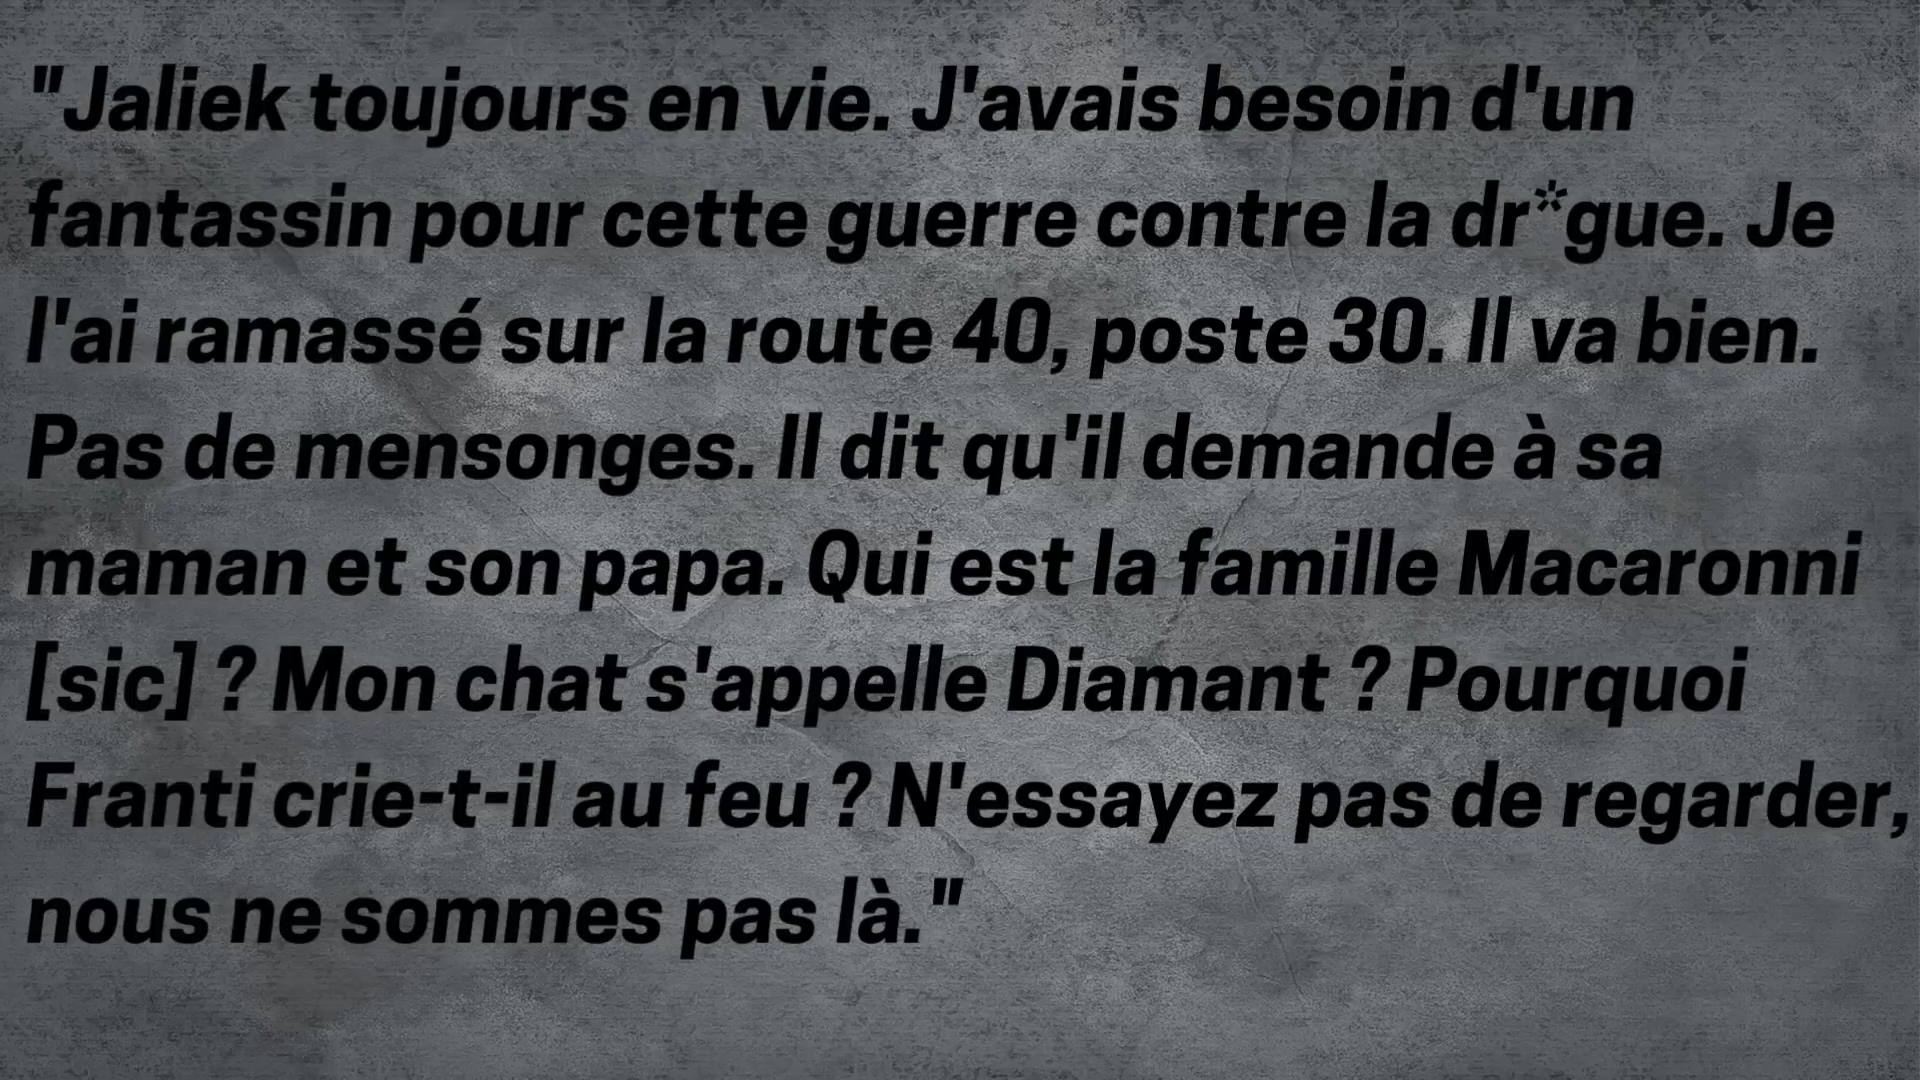 "Jaliek toujours en vie. J'avais besoin d'un
fantassin pour cette guerre contre la dr*gue. Je
l'ai ramassé sur la route 40, poste 30. Il va bien.
Pas de mensonges. Il dit qu'il demande à sa
maman et son papa. Qui est la famille Macaronni
[sic] ? Mon chat s'appelle Diamant ? Pourquoi
Franti crie-t-il au feu ? N'essayez pas de regarder,
nous ne sommes pas là."